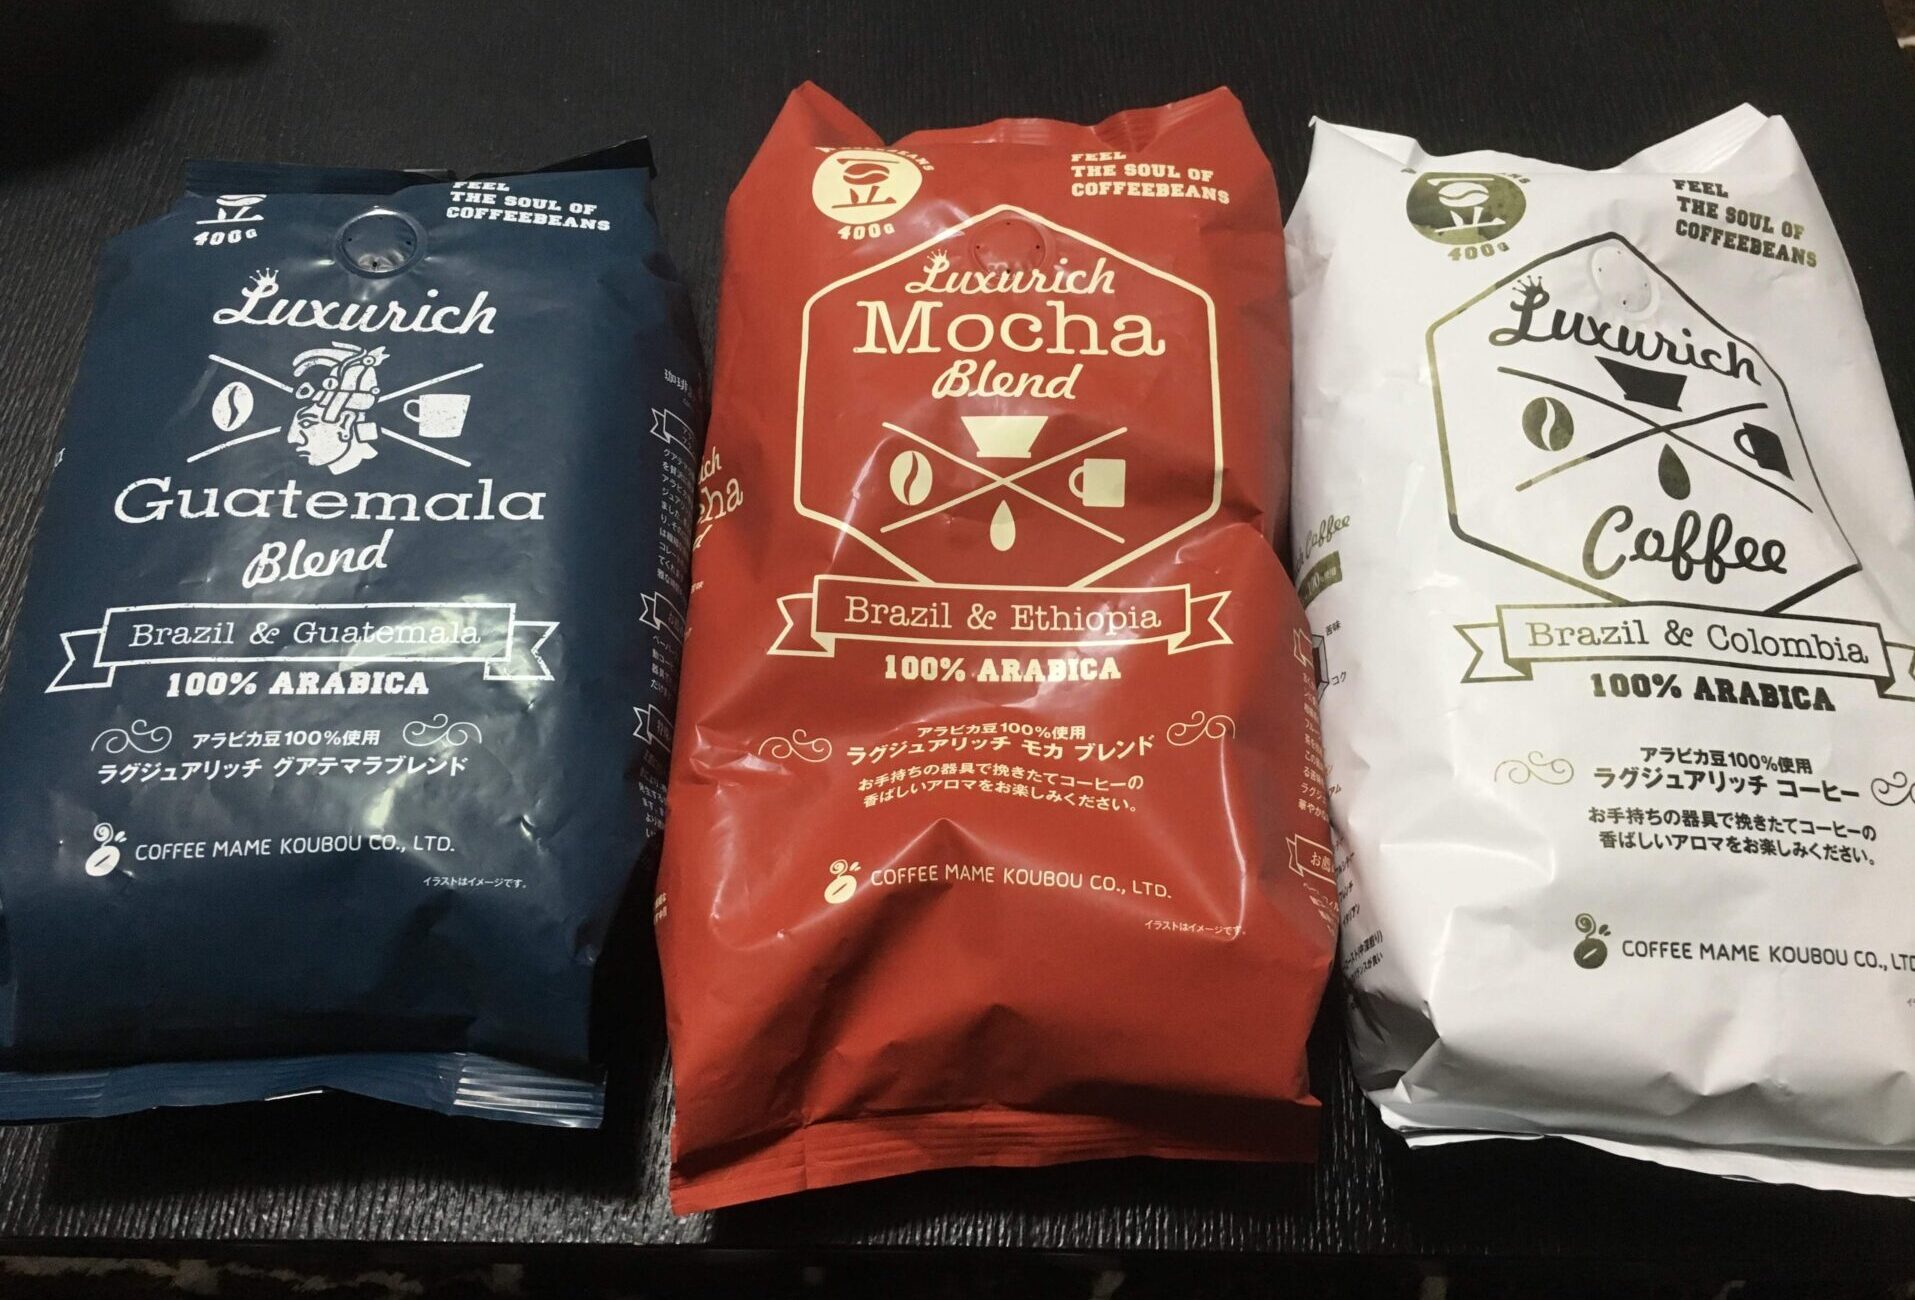 豆
400G
FEEL
THE SOUL OF
COFFEEBEANS
Luxurich
Guatemala
Blend
Brazil & Guatemala
100% ARABICA
アラビカ豆100%使用
ラグジュアリッチ グアテマラブレンド
COFFEE MAME KOUBOU CO., LTD.
イラストはイメージです。
豆
400G
FEEL
THE SOUL OF
COFFEEBEANS
Luxurich
Mocha
Blend
Brazil & Ethiopia
100% ARABICA
アラビカ豆100%使用
ラグジュアリッチ モカ ブレンド
お手持ちの器具で挽きたてコーヒーの
香ばしいアロマをお楽しみください。
COFFEE MAME KOUBOU CO., LTD.
イラストはイメージです。
豆
400G
FEEL
THE SOUL OF
COFFEEBEANS
Luxurich
Coffee
Brazil & Colombia
100% ARABICA
アラビカ豆100%使用
ラグジュアリッチ コーヒー
お手持ちの器具で挽きたてコーヒーの
香ばしいアロマをお楽しみください。
COFFEE MAME KOUBOU CO., LTD
苦味
コク